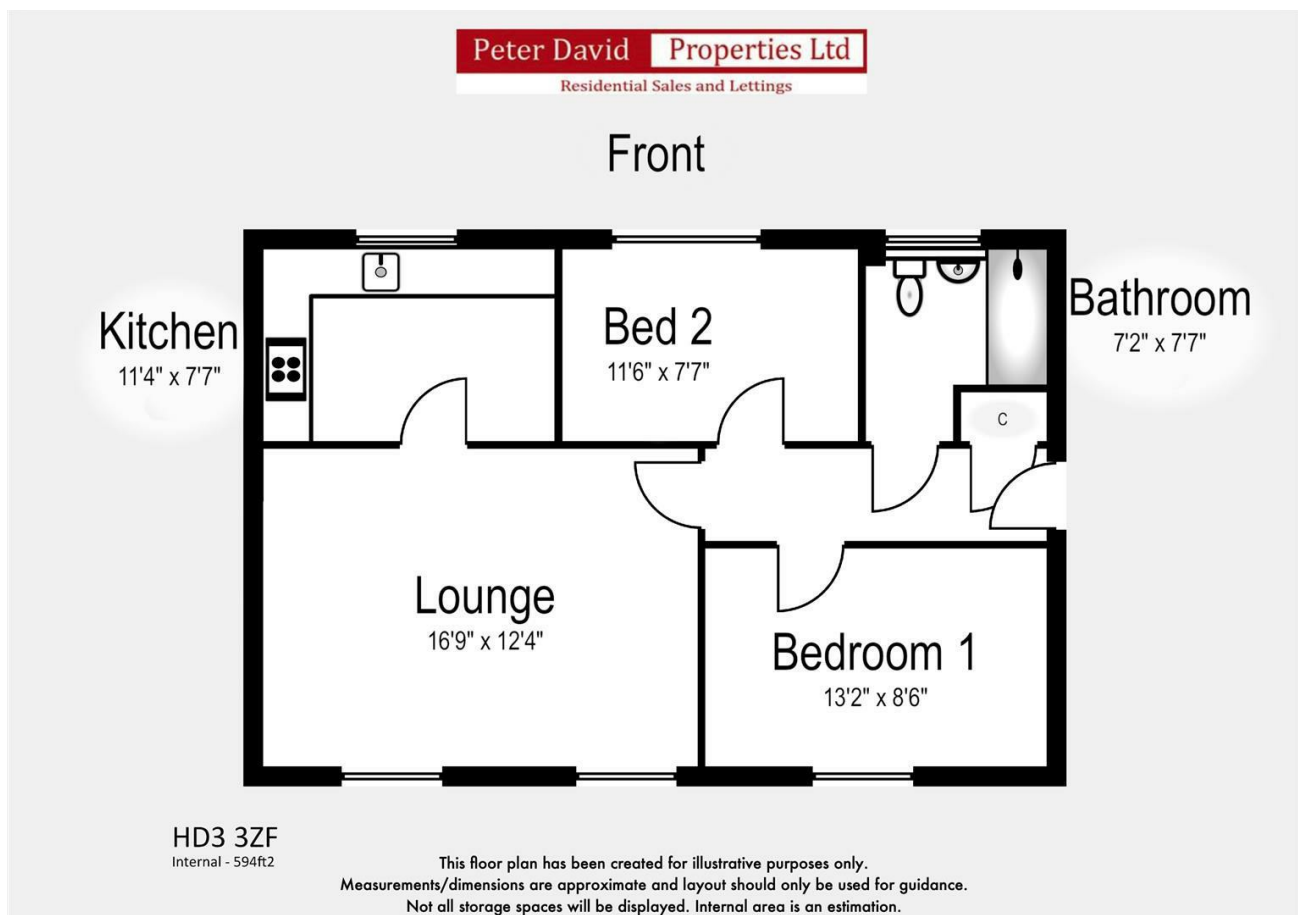 Peter David Properties Ltd
Residential Sales and Lettings
Front
Kitchen
11'4" x 7'7"
Bed 2
11'6" x 7'7"
Bathroom
7'2" x 7'7"
C
Lounge
16'9" x 12'4"
Bedroom 1
13'2" x 8'6"
HD3 3ZF
Internal - 594ft2
This floor plan has been created for illustrative purposes only.
Measurements/dimensions are approximate and layout should only be used for guidance.
Not all storage spaces will be displayed. Internal area is an estimation.